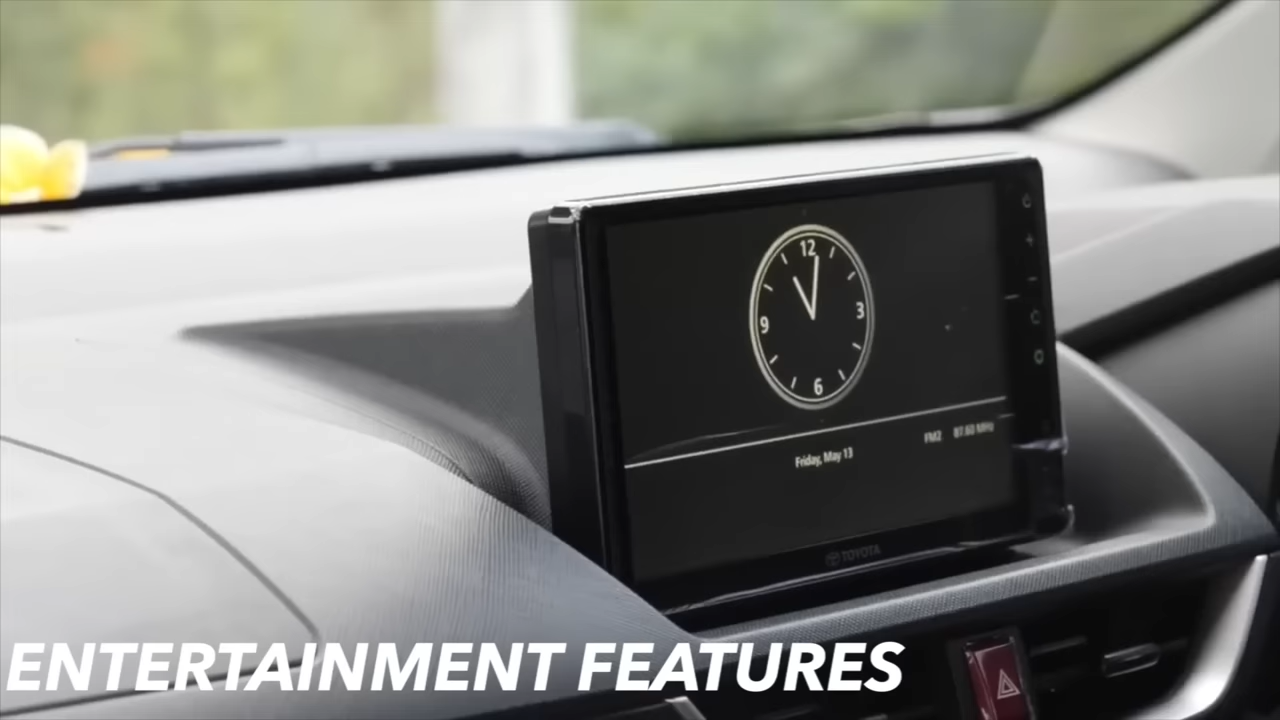 12
9
3
6
FM2 87.60 MHz
Friday, May 13
TOYOTA
ENTERTAINMENT FEATURES